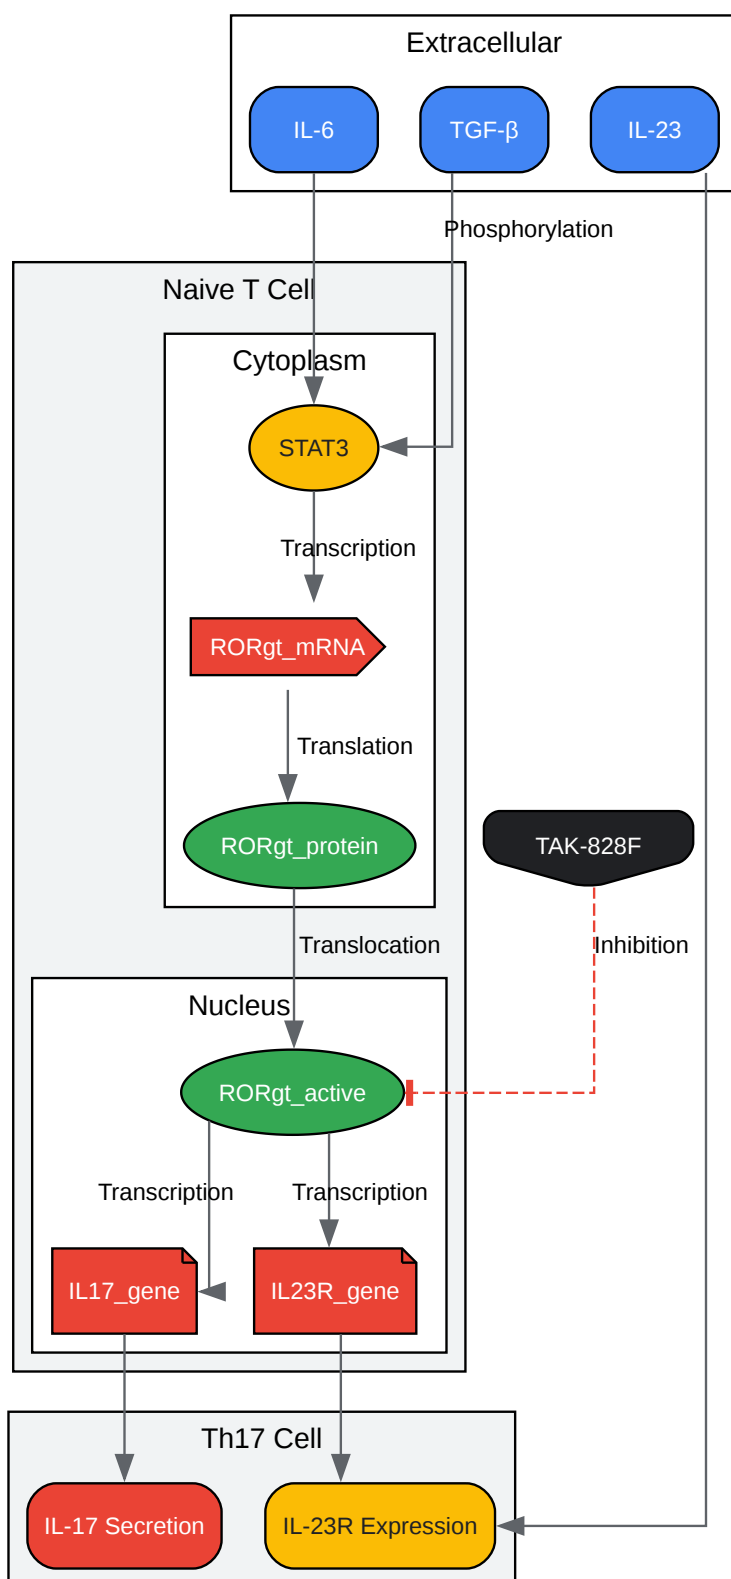 Extracellular
IL-6
TGF-β
IL-23
Phosphorylation
Naive T Cell
Cytoplasm
STAT3
Transcription
RORgt_mRNA
Translation
RORgt_protein
TAK-828F
Translocation
Inhibition
Nucleus
RORgt_active
Transcription
Transcription
IL17_gene
IL23R_gene
Th17 Cell
IL-17 Secretion
IL-23R Expression